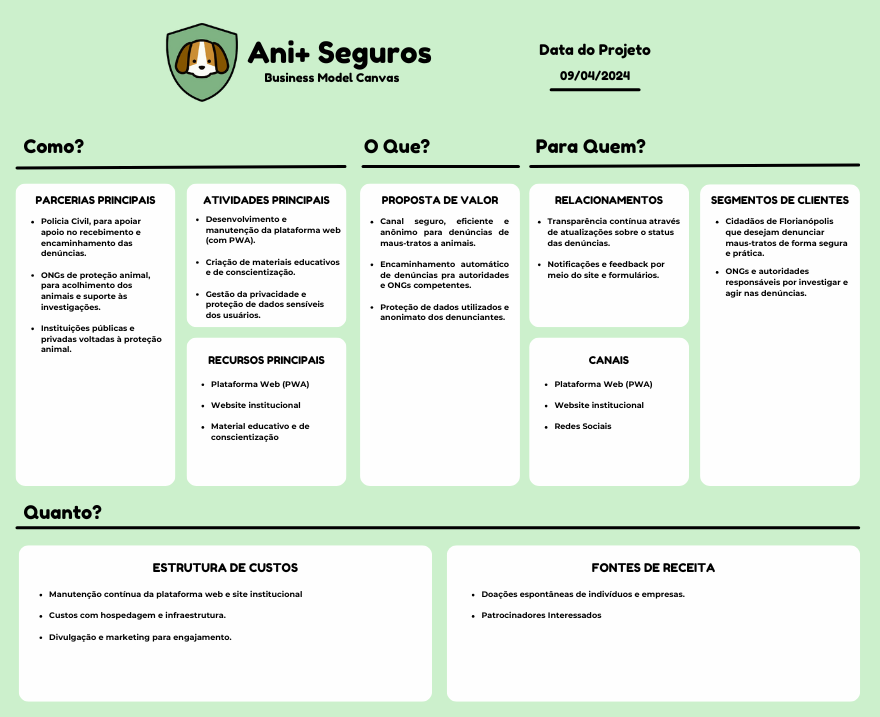 Ani+ Seguros
Business Model Canvas
Data do Projeto
09/04/2024
Como?
O Que?
Para Quem?
PARCERIAS PRINCIPAIS
• Policia Civil, para apoiar
apoio no recebimento e
encaminhamento das
denúncias.
• ONGs de proteção animal,
para acolhimento dos
animais e suporte às
investigações.
• Instituições públicas e
privadas voltadas à proteção
animal.
ATIVIDADES PRINCIPAIS
• Desenvolvimento e
manutenção da plataforma web
(com PWA).
• Criação de materiais educativos
e de conscientização.
• Gestão da privacidade e
proteção de dados sensíveis
dos usuários.
RECURSOS PRINCIPAIS
• Plataforma Web (PWA)
• Website institucional
• Material educativo e de
conscientização
PROPOSTA DE VALOR
• Canal seguro, eficiente e
anônimo para denúncias de
maus-tratos a animais.
• Encaminhamento automático
de denúncias pra autoridades
e ONGs competentes.
• Proteção de dados utilizados e
anonimato dos denunciantes.
RELACIONAMENTOS
• Transparência contínua através
de atualizações sobre o status
das denúncias.
• Notificações e feedback por
meio do site e formulários.
CANAIS
• Plataforma Web (PWA)
• Website institucional
• Redes Sociais
SEGMENTOS DE CLIENTES
• Cidadãos de Florianópolis
que desejam denunciar
maus-tratos de forma segura
e prática.
• ONGs e autoridades
responsáveis por investigar e
agir nas denúncias.
Quanto?
ESTRUTURA DE CUSTOS
• Manutenção contínua da plataforma web e site institucional
• Custos com hospedagem e infraestrutura.
• Divulgação e marketing para engajamento.
FONTES DE RECEITA
• Doações espontâneas de indivíduos e empresas.
• Patrocinadores Interessados